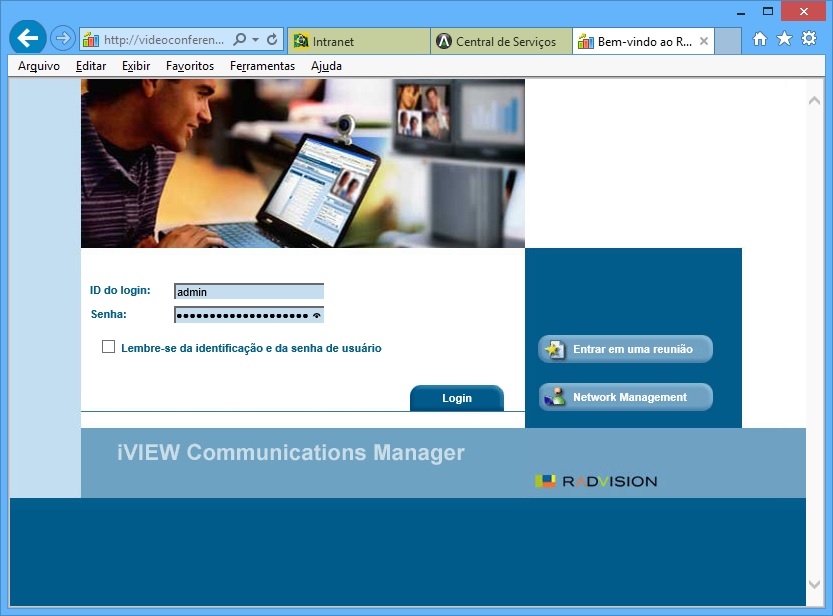 http://videoconferen...
Intranet
Central de Serviços
Bem-vindo ao R...
Arquivo Editar Exibir Favoritos Ferramentas Ajuda
ID do login: admin
Senha:
Lembre-se da identificação e da senha de usuário
Login
Entrar em uma reunião
Network Management
iVIEW Communications Manager
RADVISION